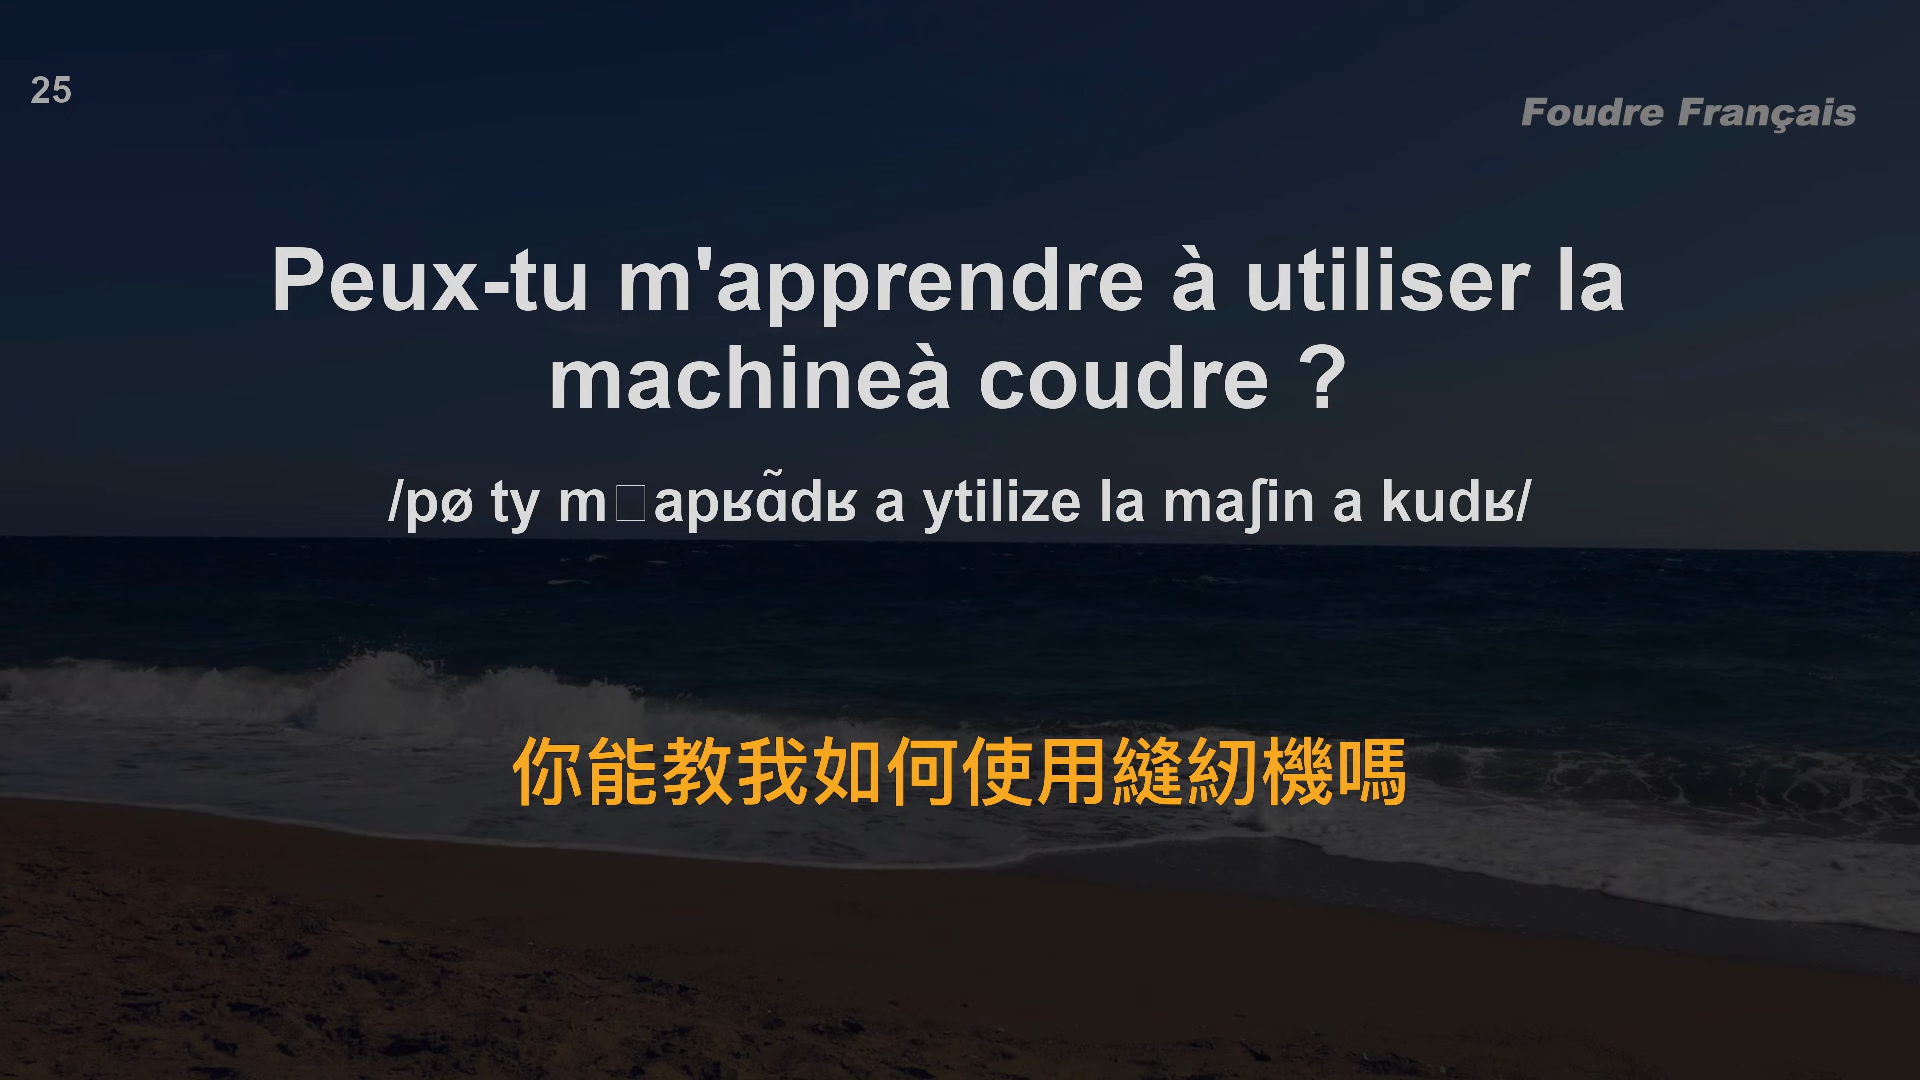 25
Foudre Français
Peux-tu m'apprendre à utiliser la
machineà coudre ?
/pø ty m□apʁɑ̃dʁ a ytilize la maʃin a kudʁ/
你能教我如何使用縫紉機嗎